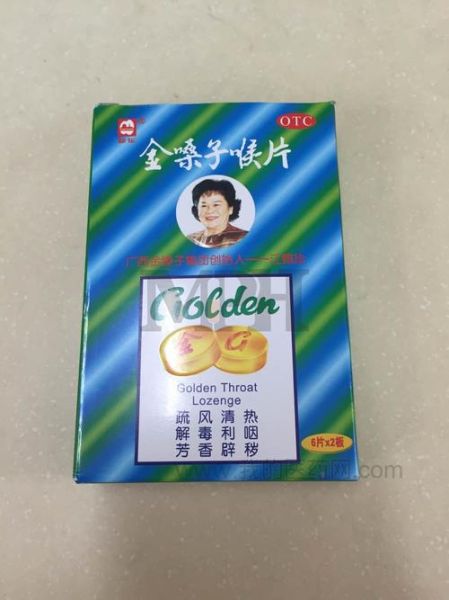 OTC
金嗓子喉片
广西金嗓子集团创始人——江佩珍
Golden
金 G
Golden Throat
Lozenge
疏风清热
解毒利咽
芳香辟秽
6片x2板
MPH